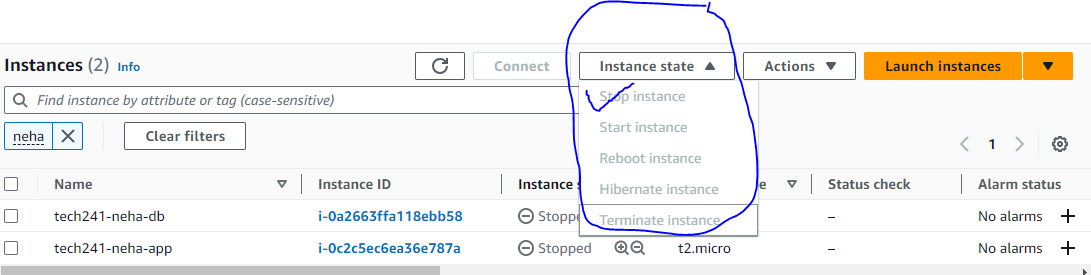 Instances (2) Info Connect Instance state Actions Launch instances
Find instance by attribute or tag (case-sensitive)
Stop instance
Start instance
neha Clear filters
1
Reboot instance
Hibernate instance
Name Instance ID Instance Status check Alarm status
tech241-neha-db i-0a2663ffa118ebb58 Stopped Terminate instance – No alarms
tech241-neha-app i-0c2c5ec6ea36e787a Stopped t2.micro – No alarms